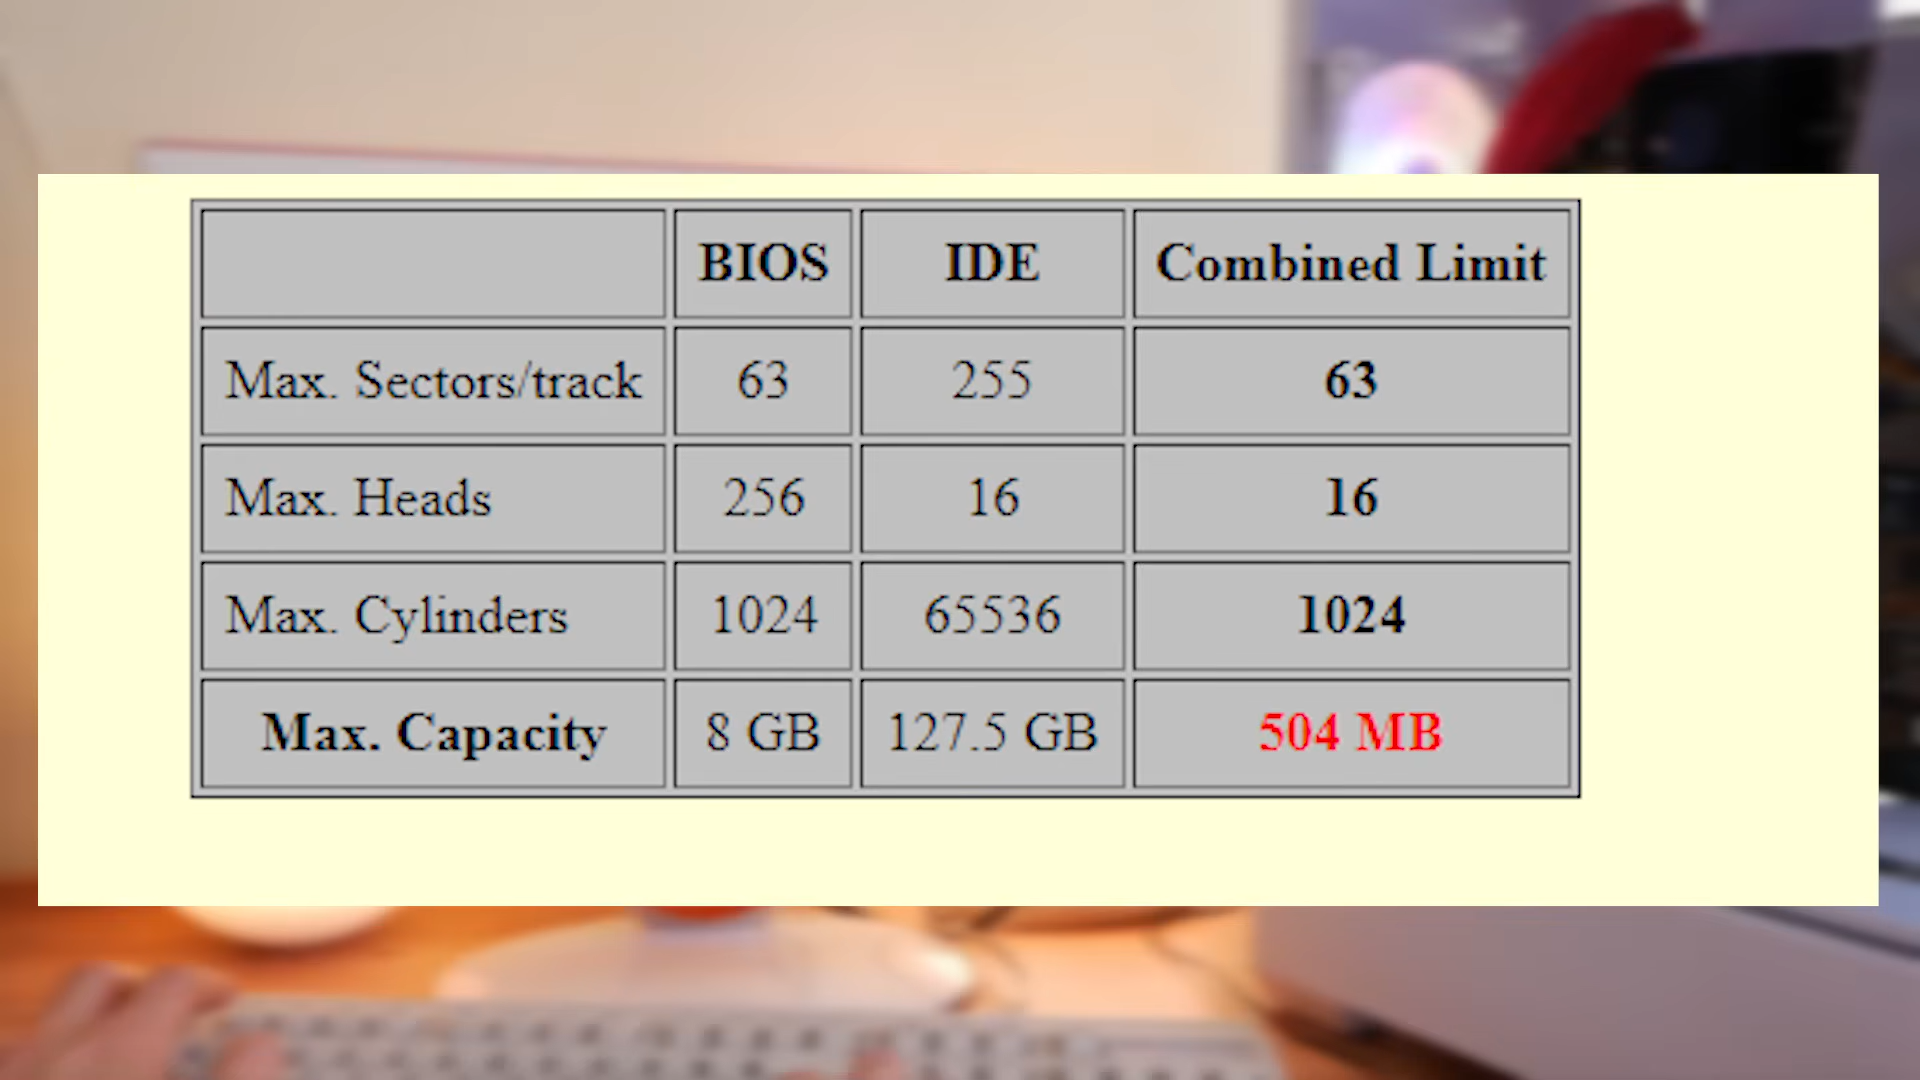 BIOS IDE Combined Limit
Max. Sectors/track 63 255 63
Max. Heads 256 16 16
Max. Cylinders 1024 65536 1024
Max. Capacity 8 GB 127.5 GB 504 MB